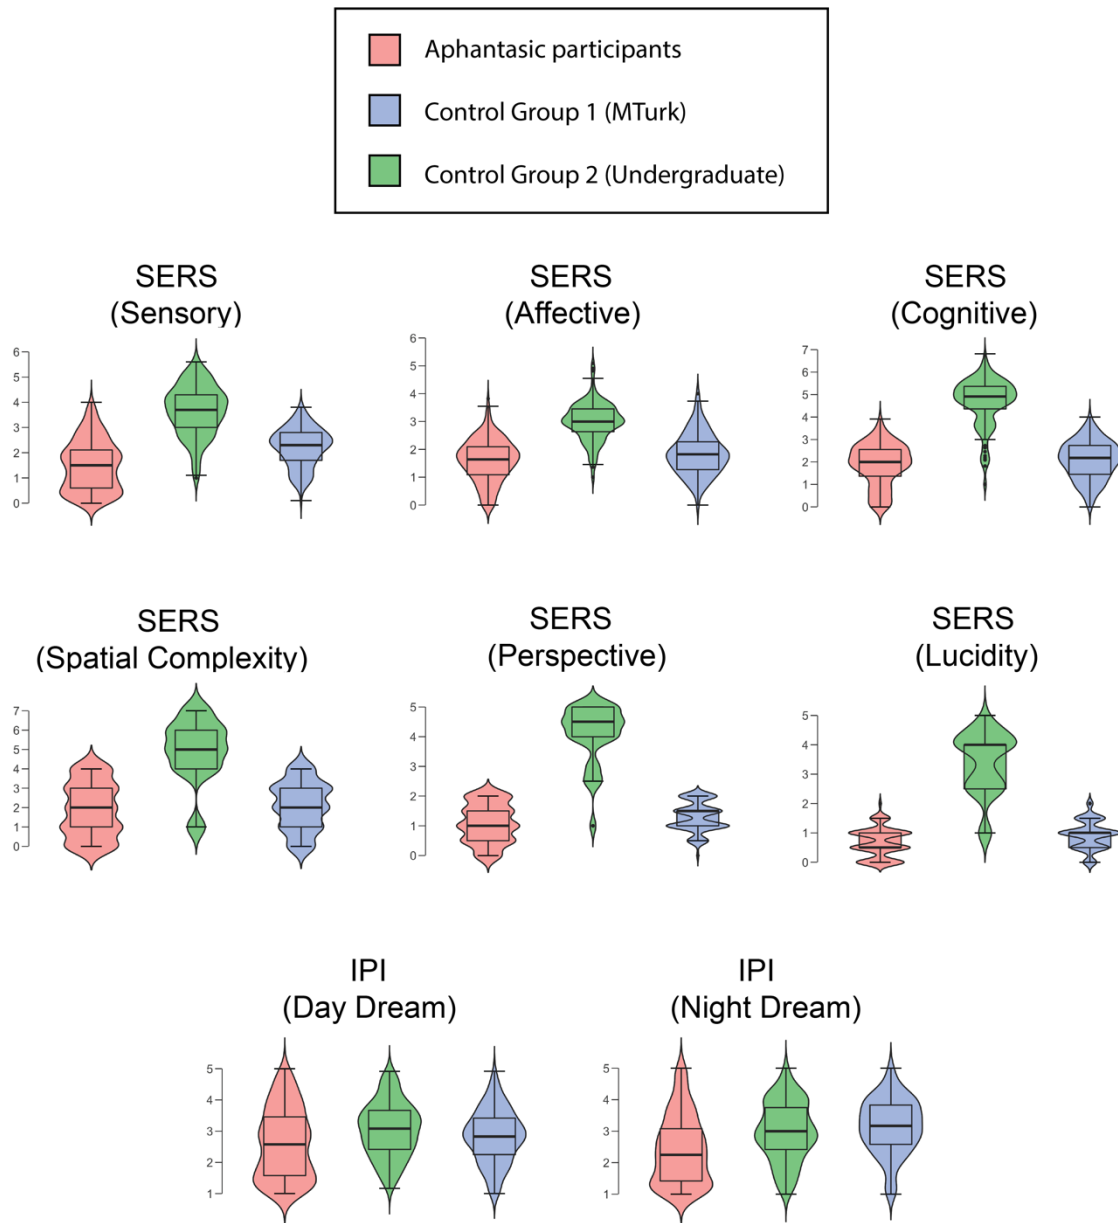 Aphantasic participants
Control Group 1 (MTurk)
Control Group 2 (Undergraduate)
SERS
(Sensory)
6
5
4
3
2
1
0
SERS
(Affective)
6
5
4
3
2
1
0
SERS
(Cognitive)
7
6
5
4
3
2
1
0
SERS
(Spatial Complexity)
7
6
5
4
3
2
1
0
SERS
(Perspective)
5
4
3
2
1
0
SERS
(Lucidity)
5
4
3
2
1
0
IPI
(Day Dream)
5
4
3
2
1
IPI
(Night Dream)
5
4
3
2
1